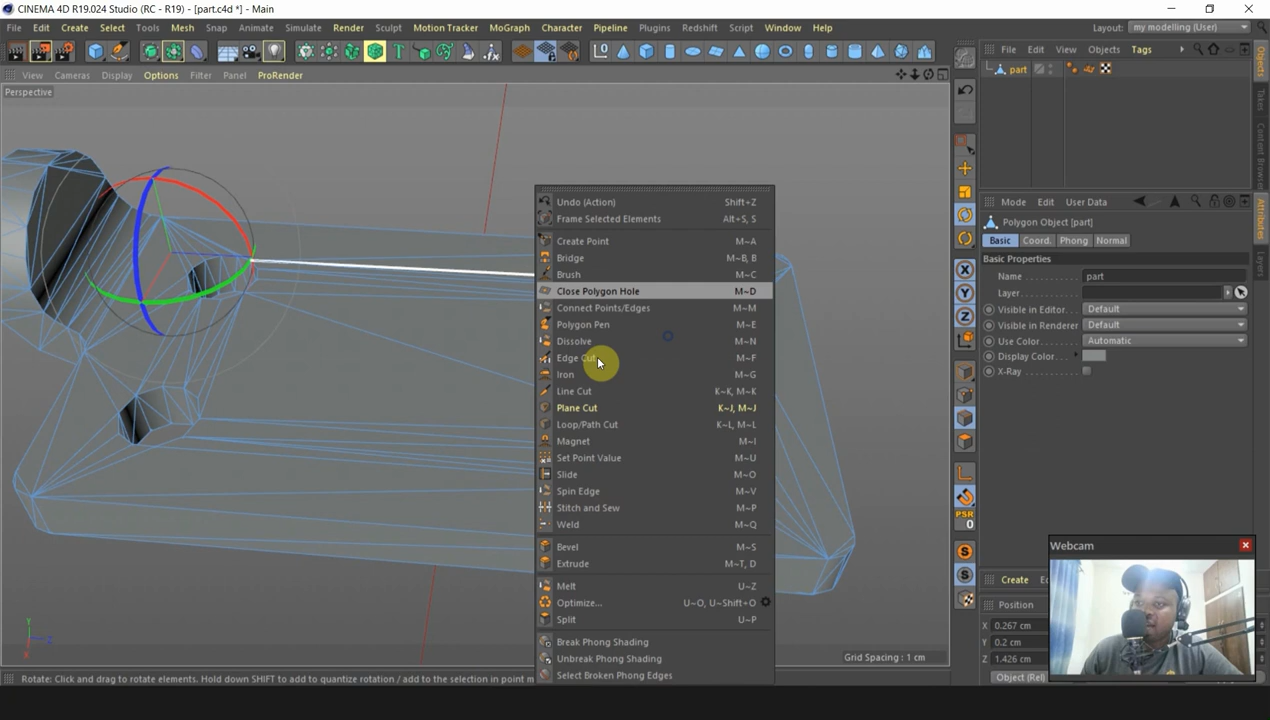 CINEMA 4D R19.024 Studio (RC - R19) - [part.c4d *] - Main
File Edit Create Select Tools Mesh Snap Animate Simulate Render Sculpt Motion Tracker MoGraph Character Pipeline Plugins Redshift Script Window Help
Layout: my modelling (User)
View Cameras Display Options Filter Panel ProRender
Perspective
Undo (Action) Shift+Z
Frame Selected Elements Alt+S, S
Create Point M~A
Bridge M~B, B
Brush M~C
Close Polygon Hole M~D
Connect Points/Edges M~M
Polygon Pen M~E
Dissolve M~N
Edge Cut M~F
Iron M~G
Line Cut K~K, M~K
Plane Cut K~J, M~J
Loop/Path Cut K~L, M~L
Magnet M~I
Set Point Value M~U
Slide M~O
Spin Edge M~V
Stitch and Sew M~P
Weld M~Q
Bevel M~S
Extrude M~T, D
Melt U~Z
Optimize... U~O, U~Shift+O
Split U~P
Break Phong Shading
Unbreak Phong Shading
Select Broken Phong Edges
Y
Z
X
Grid Spacing : 1 cm
Rotate: Click and drag to rotate elements. Hold down SHIFT to add to quantize rotation / add to the selection in point m
X
Y
Z
PSR
0
S
S
File Edit View Objects Tags
part
Mode Edit User Data
Polygon Object [part]
Basic Coord. Phong Normal
Basic Properties
Name part
Layer
Visible in Editor Default
Visible in Renderer Default
Use Color Automatic
Display Color
X-Ray
Objects
Takes
Content Browser
Attributes
Layers
Webcam
Create
Position
X 0.267 cm
Y 0.2 cm
Z 1.426 cm
Object (Rel)